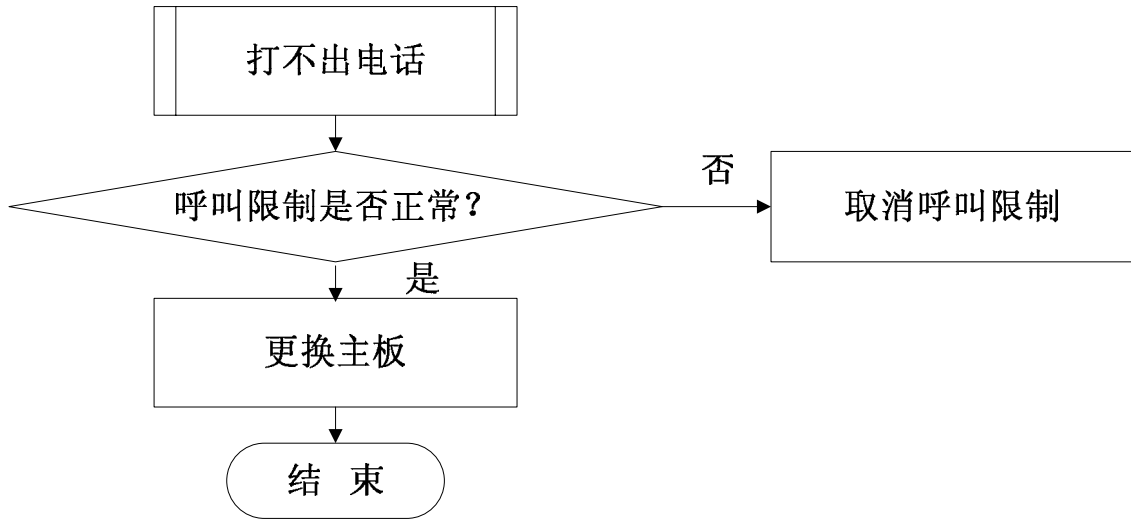 打不出电话
呼叫限制是否正常？
否
取消呼叫限制
是
更换主板
结 束